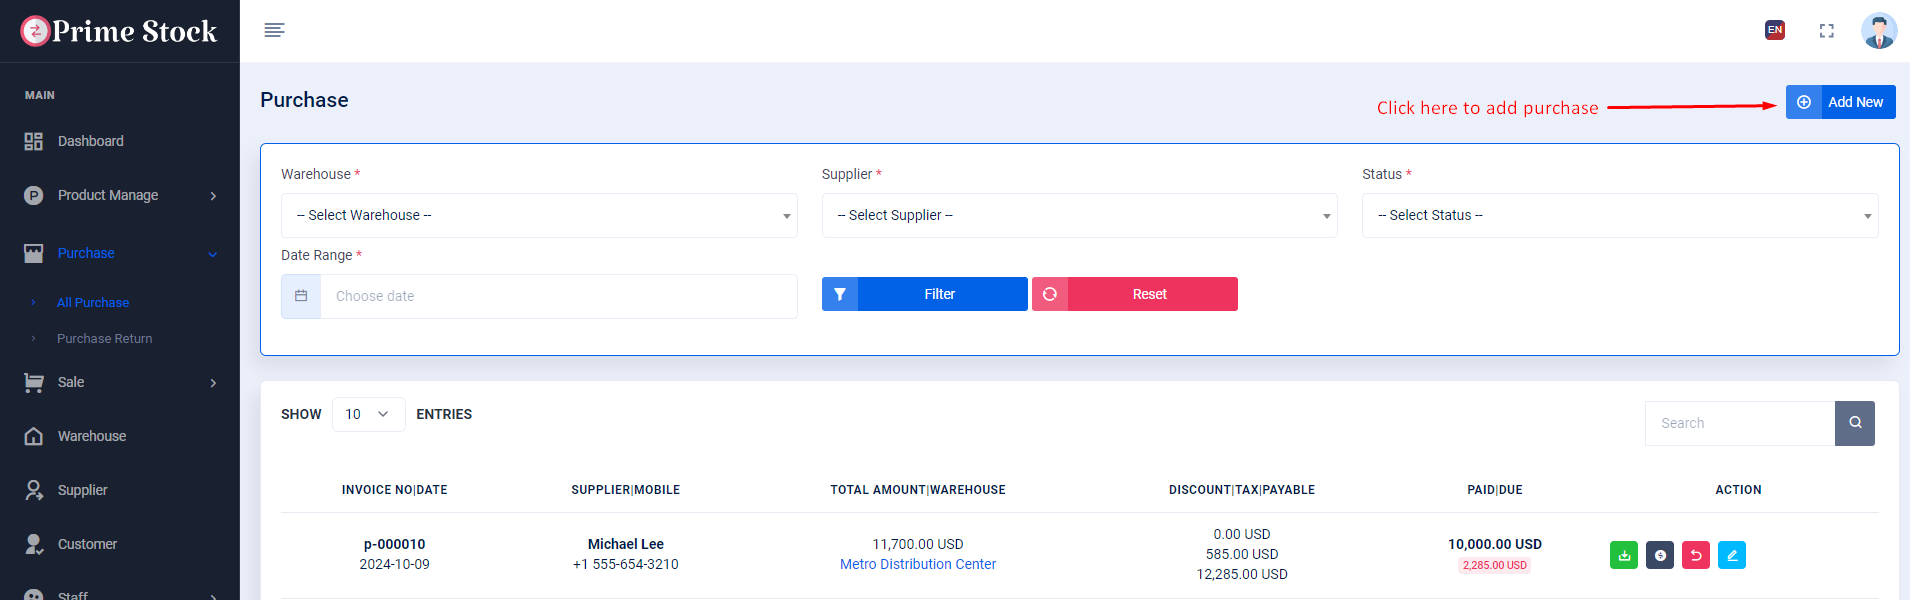 Prime Stock
EN
MAIN
Dashboard
Product Manage
Purchase
All Purchase
Purchase Return
Sale
Warehouse
Supplier
Customer
Staff
Purchase
Click here to add purchase
Add New
Warehouse *
Supplier *
Status *
-- Select Warehouse --
-- Select Supplier --
-- Select Status --
Date Range *
Choose date
Filter
Reset
SHOW 10 ENTRIES
Search
INVOICE NO|DATE SUPPLIER|MOBILE TOTAL AMOUNT|WAREHOUSE DISCOUNT|TAX|PAYABLE PAID|DUE ACTION
p-000010
2024-10-09
Michael Lee
+1 555-654-3210
11,700.00 USD
Metro Distribution Center
0.00 USD
585.00 USD
12,285.00 USD
10,000.00 USD
2,285.00 USD